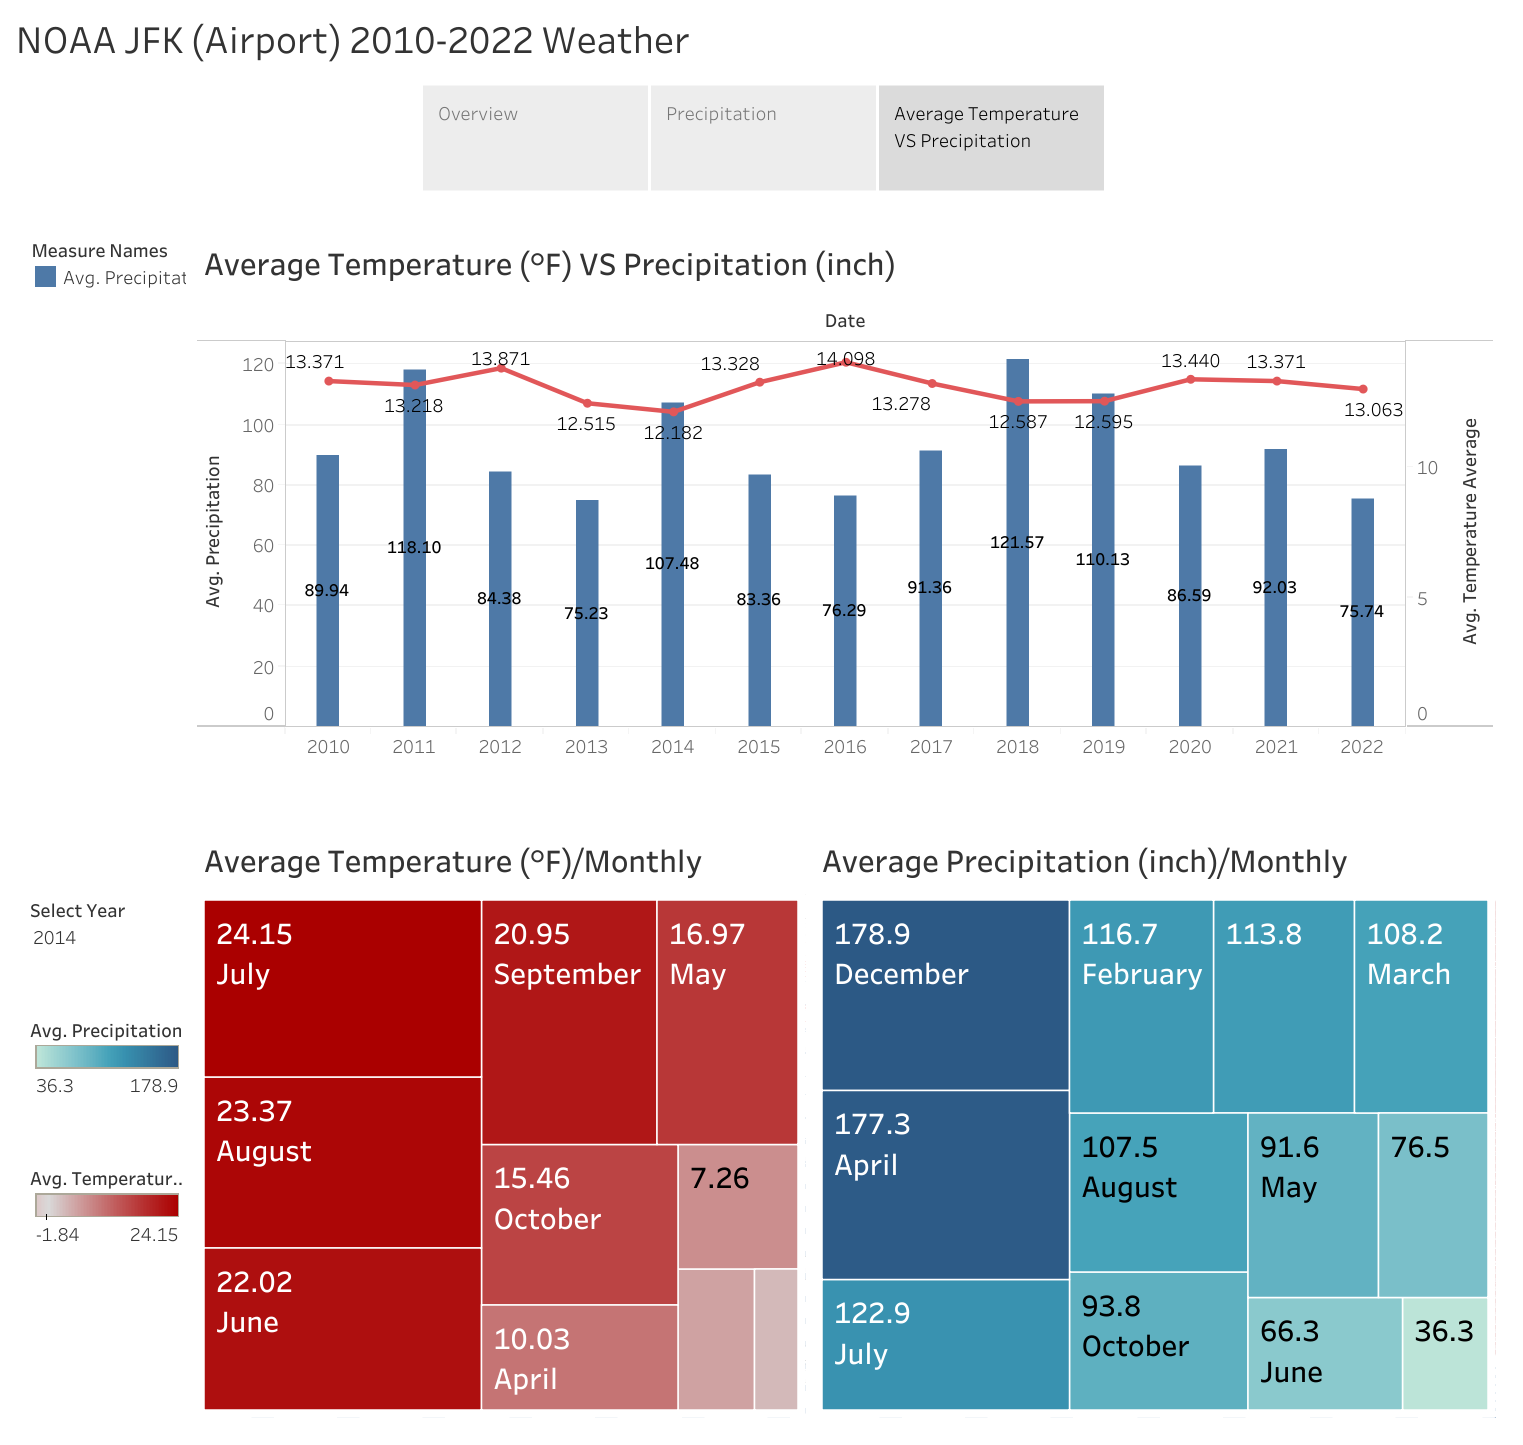 NOAA JFK (Airport) 2010-2022 Weather
Overview
Precipitation
Average Temperature
VS Precipitation
Measure Names
Avg. Precipitat
Average Temperature (°F) VS Precipitation (inch)
Date
Avg. Precipitation
120
100
80
60
40
20
0
13.371
13.218
13.871
12.515
12.182
13.328
14.098
13.278
12.587
12.595
13.440
13.371
13.063
89.94
118.10
84.38
75.23
107.48
83.36
76.29
91.36
121.57
110.13
86.59
92.03
75.74
10
5
0
Avg. Temperature Average
2010
2011
2012
2013
2014
2015
2016
2017
2018
2019
2020
2021
2022
Select Year
2014
Avg. Precipitation
36.3
178.9
Avg. Temperatur..
-1.84
24.15
Average Temperature (°F)/Monthly
24.15
July
23.37
August
22.02
June
20.95
September
16.97
May
15.46
October
7.26
10.03
April
Average Precipitation (inch)/Monthly
178.9
December
177.3
April
122.9
July
116.7
February
113.8
108.2
March
107.5
August
91.6
May
76.5
93.8
October
66.3
June
36.3